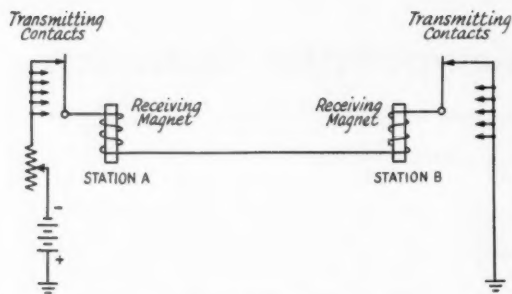 Transmitting
Contacts
Transmitting
Contacts
Receiving
Magnet
Receiving
Magnet
STATION A
STATION B
-
+